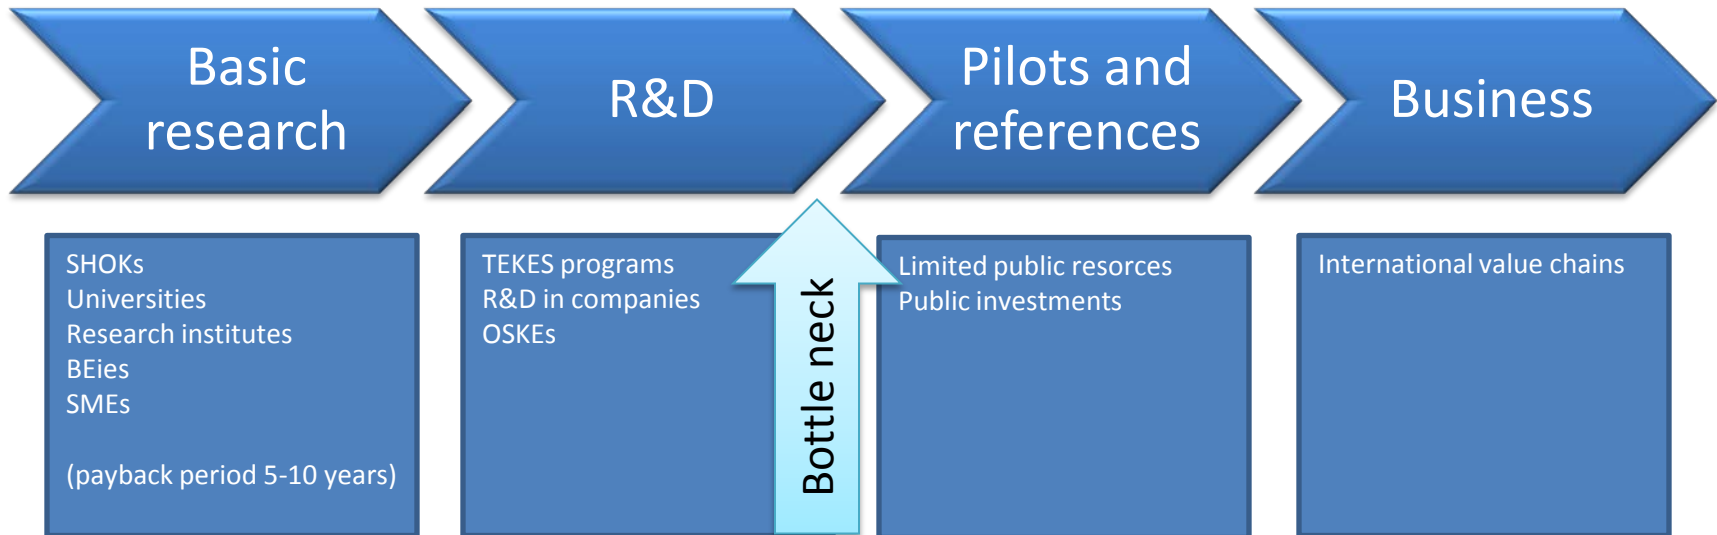 Basic
research
R&D
Pilots and
references
Business
SHOKs
Universities
Research institutes
BEies
SMEs
(payback period 5-10 years)
TEKES programs
R&D in companies
OSKEs
Bottle neck
Limited public resorces
Public investments
International value chains